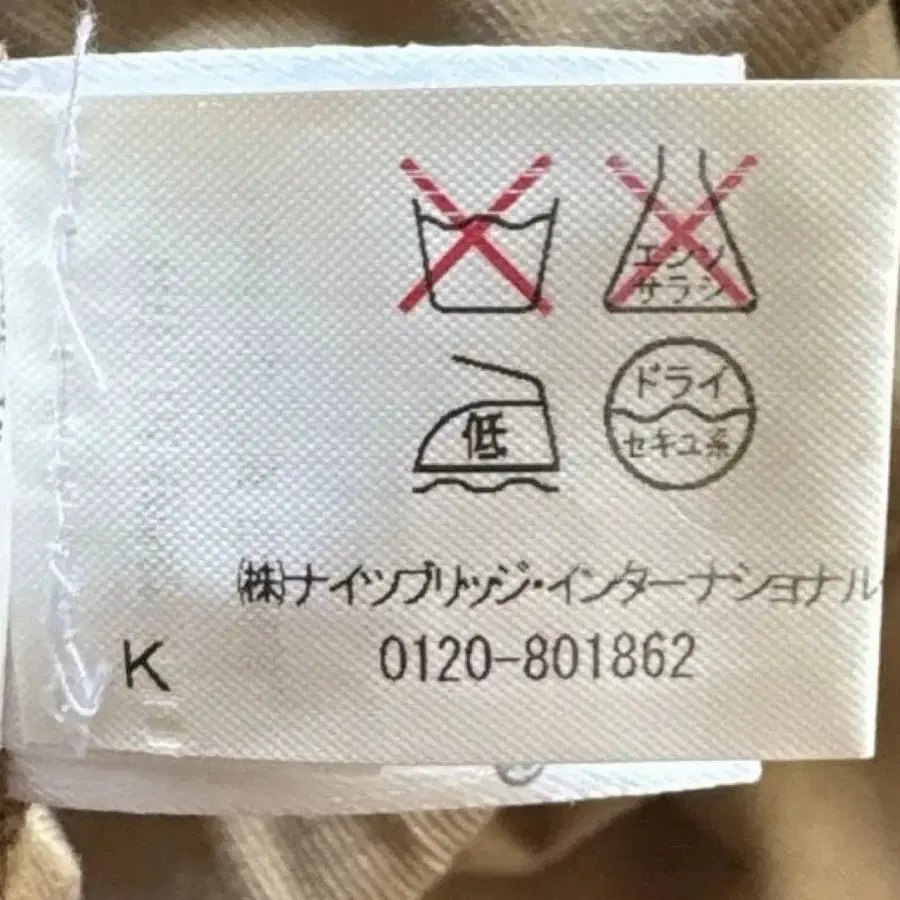 エンソ
サラシ
低
ドライ
セキユ系
㈱ナイツブリッジ・インターナショナル
K
0120-801862